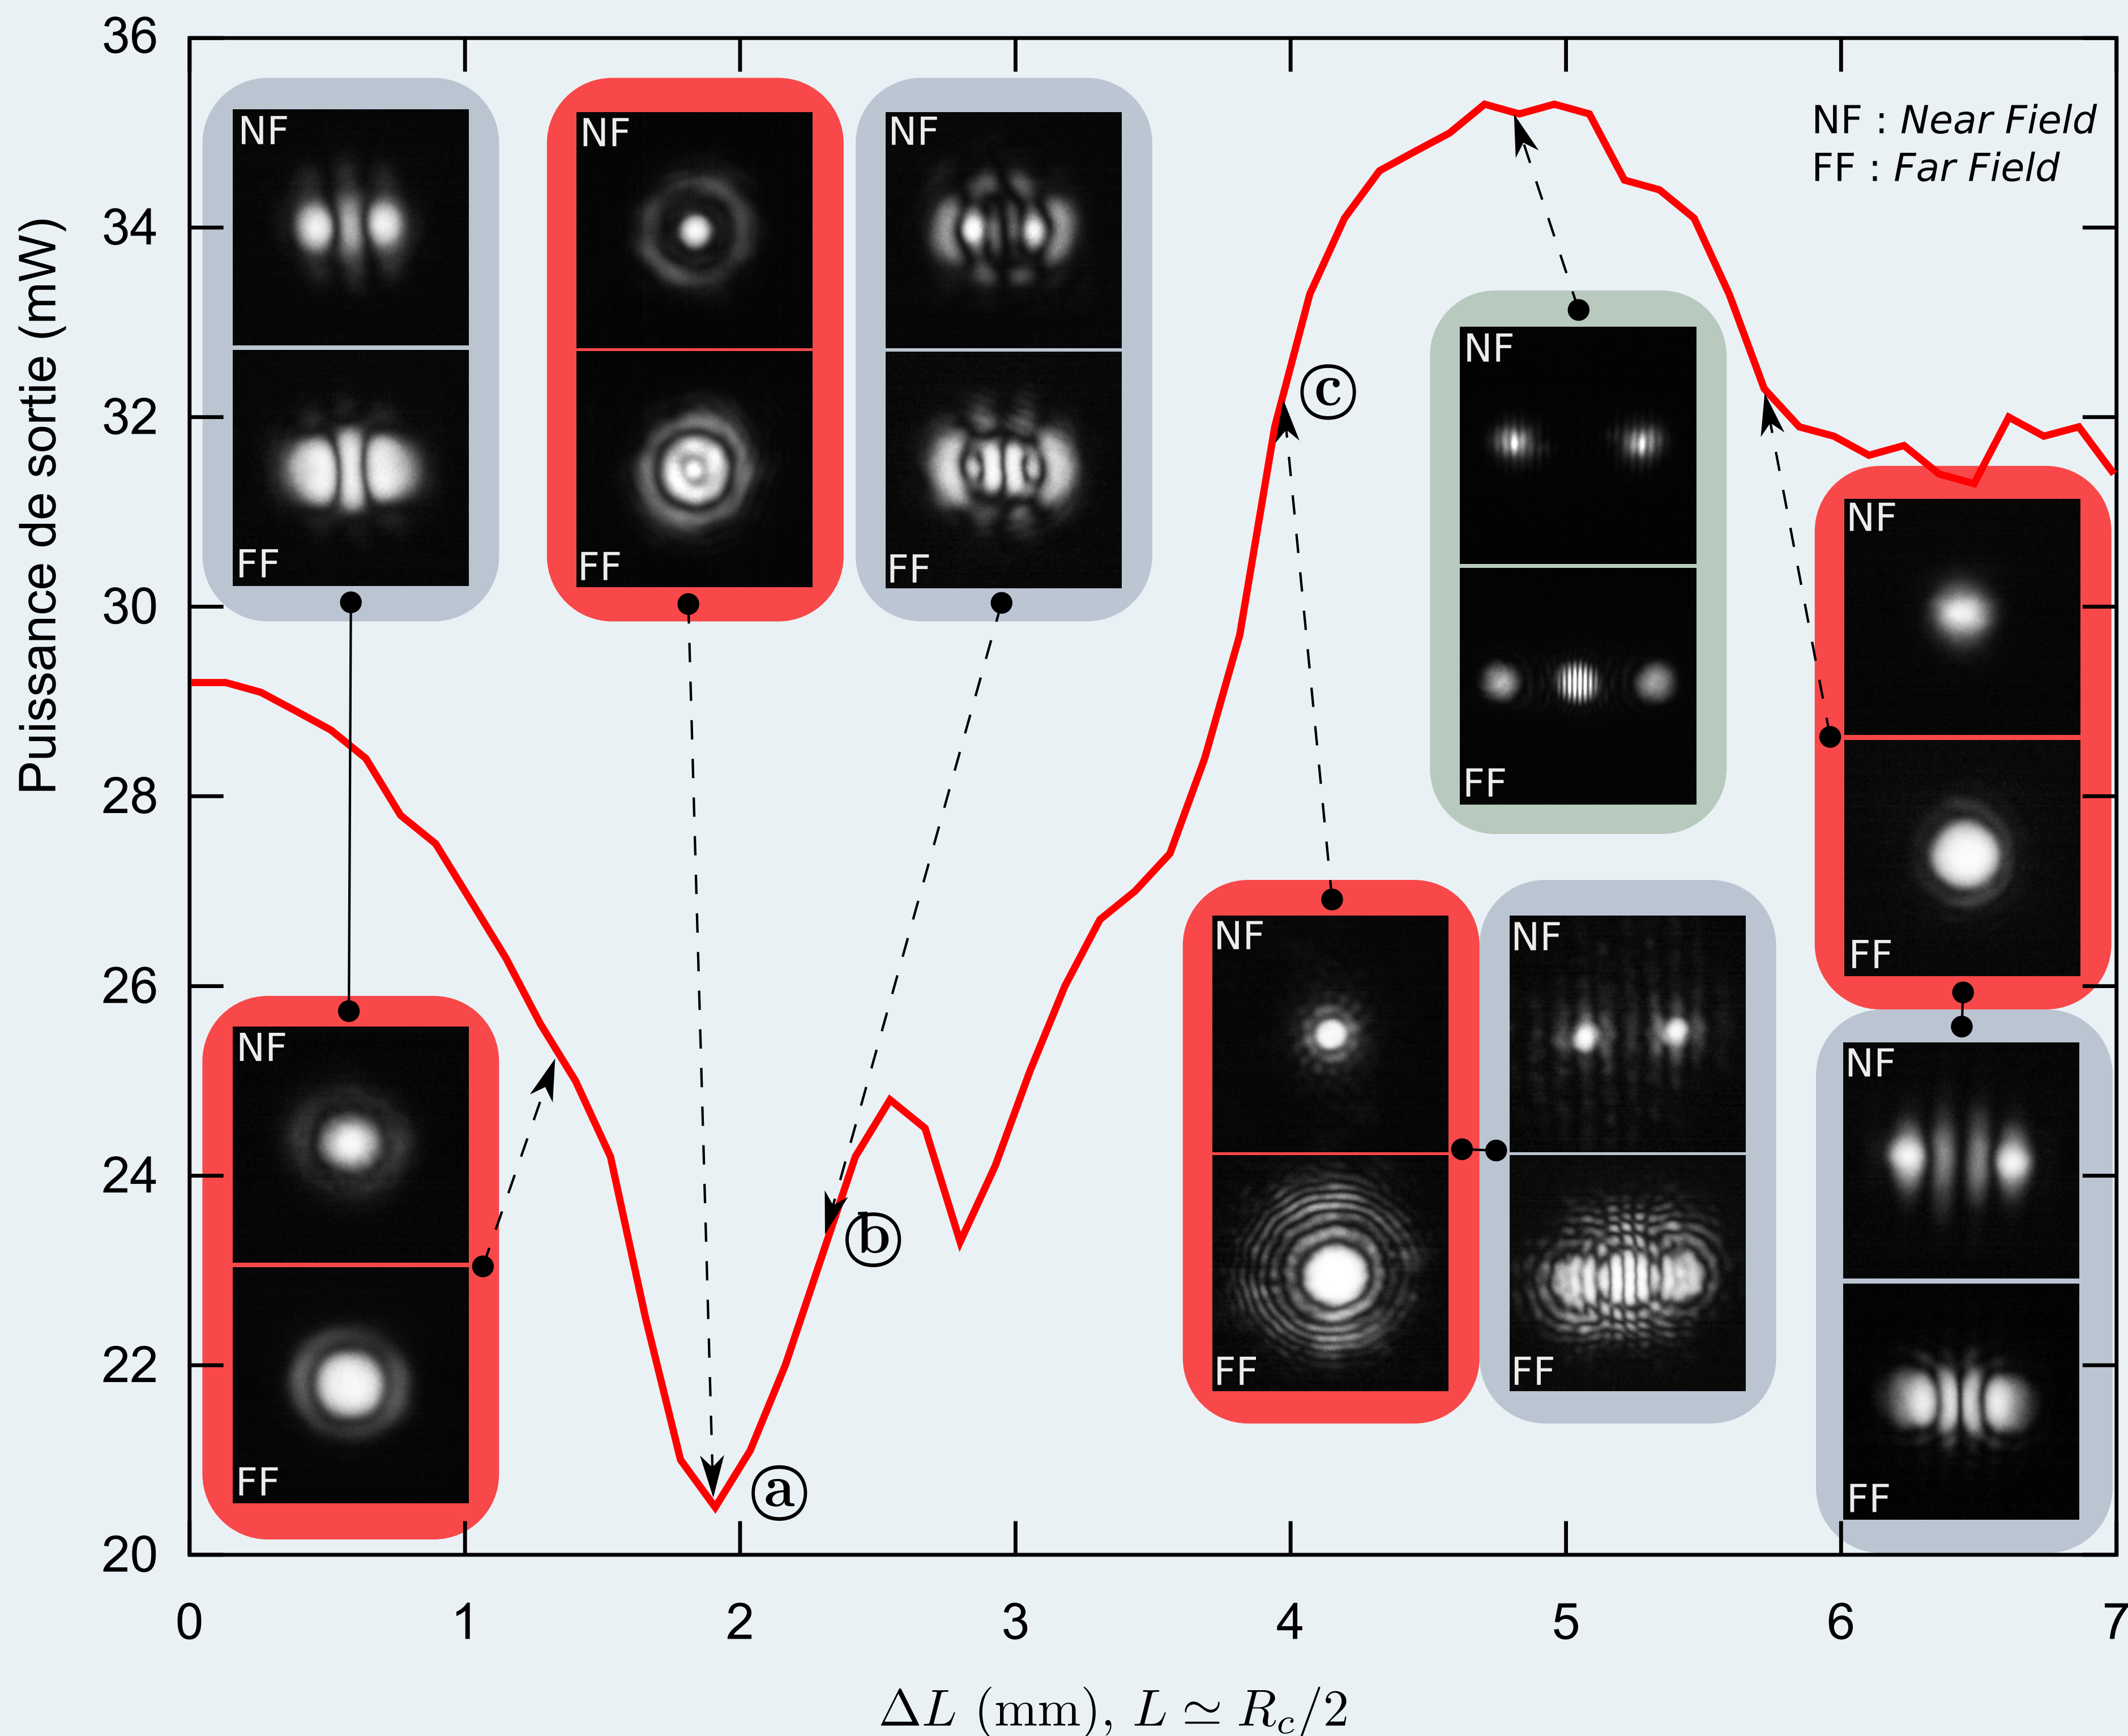 Puissance de sortie (mW)
36
34
32
30
28
26
24
22
20
NF : Near Field
FF : Far Field
NF
FF
NF
FF
NF
FF
NF
FF
NF
FF
NF
FF
NF
FF
NF
FF
NF
FF
ⓐ
ⓑ
ⓒ
0 1 2 3 4 5 6 7
ΔL (mm), L ≃ R_c/2